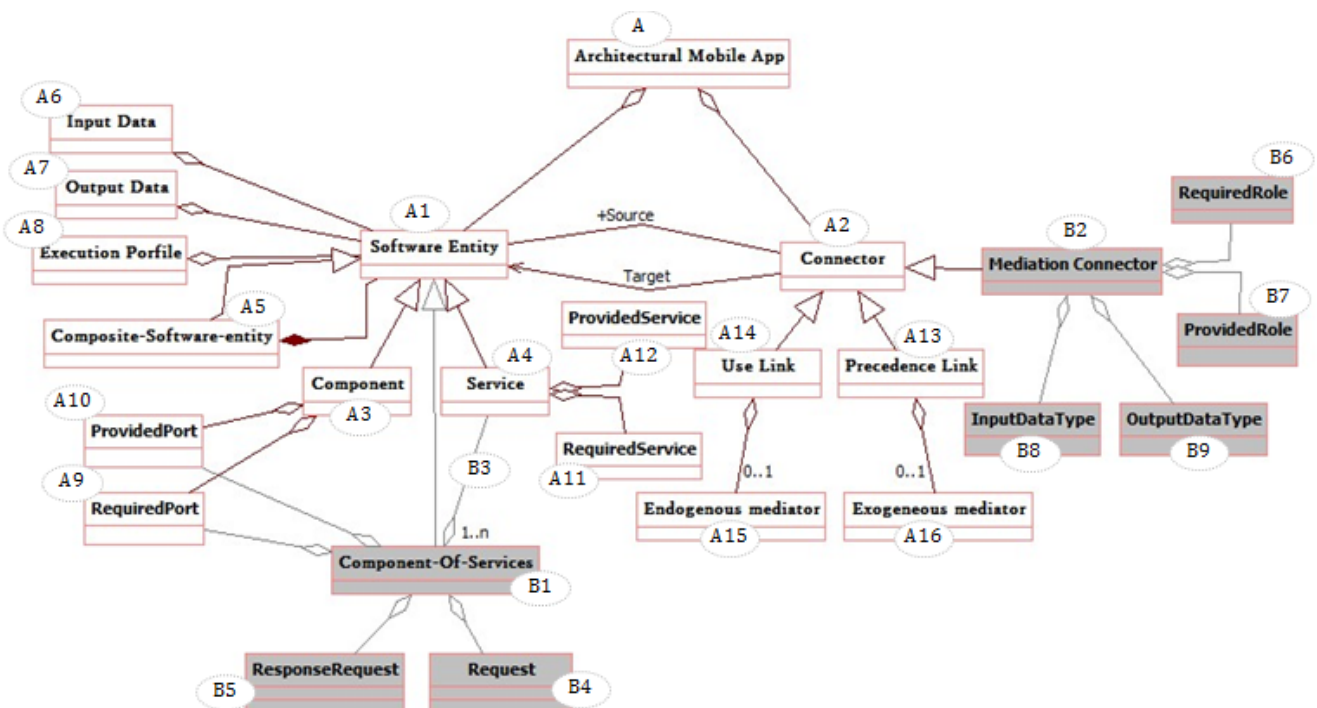 A
Architectural Mobile App
A6
Input Data
A7
Output Data
A8
Execution Porfile
A1
Software Entity
+Source
Target
A2
Connector
B2
Mediation Connector
B6
RequiredRole
B7
ProvidedRole
A5
Composite-Software-entity
ProvidedService
A12
A4
Service
A14
Use Link
A13
Precedence Link
Component
A3
A10
ProvidedPort
A9
RequiredPort
B3
RequiredService
A11
InputDataType
B8
OutputDataType
B9
0..1
0..1
Endogenous mediator
A15
Exogeneous mediator
A16
1..n
Component-Of-Services
B1
ResponseRequest
B5
Request
B4